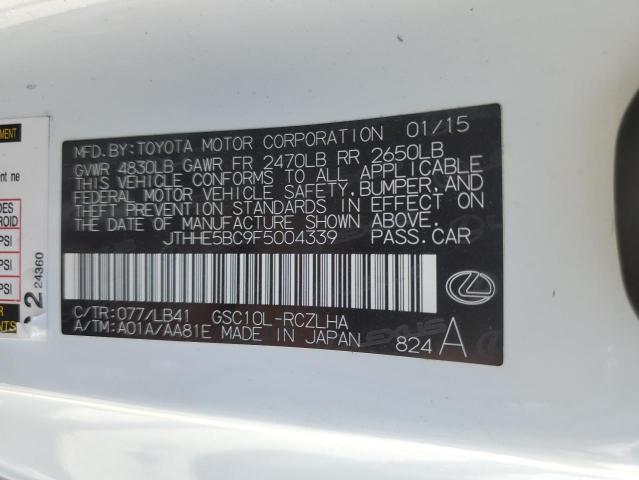 MFD.BY:TOYOTA MOTOR CORPORATION 01/15
GVWR 4830LB GAWR FR 2470LB RR 2650LB
THIS VEHICLE CONFORMS TO ALL APPLICABLE
FEDERAL MOTOR VEHICLE SAFETY,BUMPER,AND
THEFT PREVENTION STANDARDS IN EFFECT ON
THE DATE OF MANUFACTURE SHOWN ABOVE.
JTHHE5BC9F5004339 PASS.CAR
C/TR:077/LB41 GSC10L-RCZLHA
A/TM:A01A/AA81E MADE IN JAPAN 824A
PSI
PSI
24360